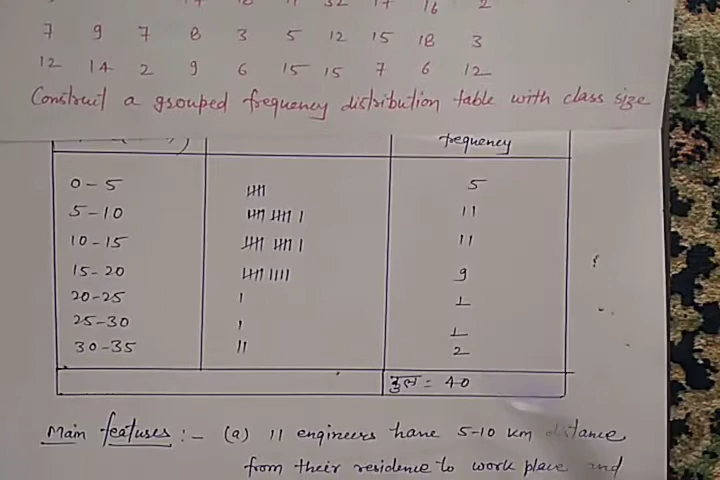 16 2
7 9 7 8 3 5 12 15 18 3
12 14 2 9 6 15 15 7 6 12
Construct a grouped frequency distribution table with class size
frequency
0-5 5
5-10 11
10-15 11
15-20 9
20-25 1
25-30 1
30-35 2
कुल = 40
Main featuses :- (a) 11 engineers have 5-10 km distance
from their residence to work place and